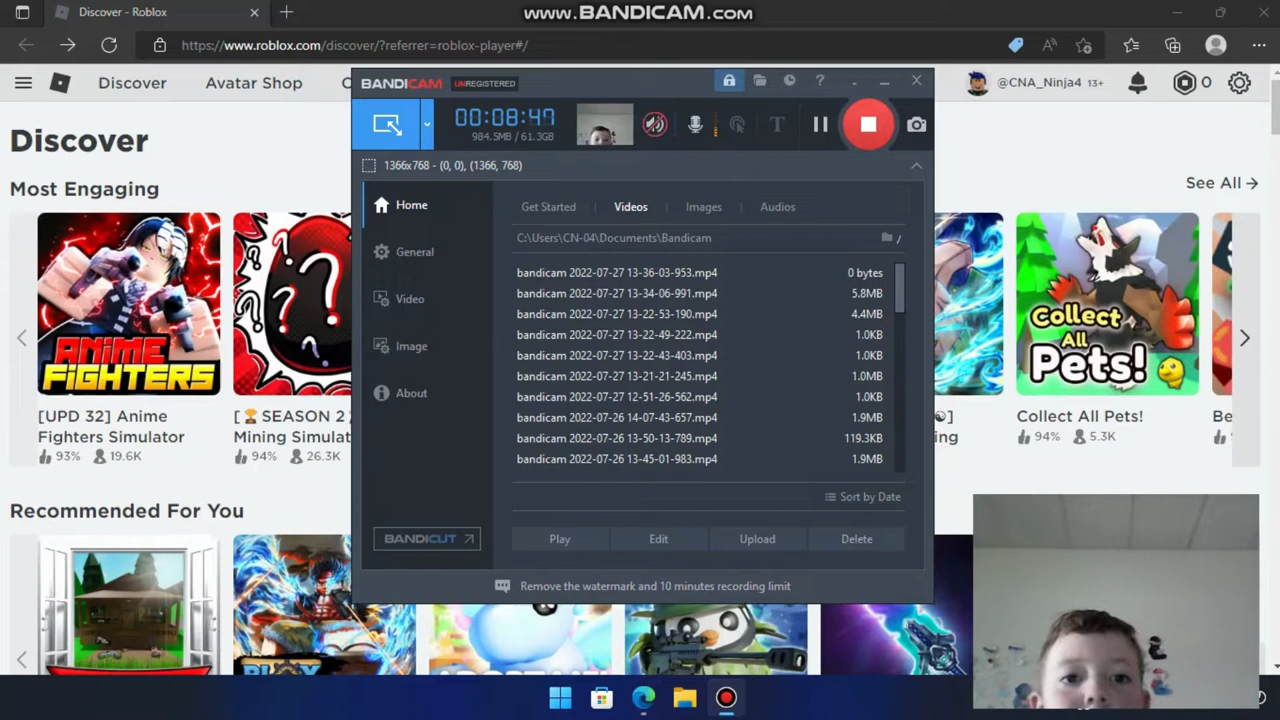 Discover - Roblox
www.BANDICAM.com
https://www.roblox.com/discover/?referrer=roblox-player#/
Discover
Avatar Shop
C
@CNA_Ninja4 13+
0
BANDICAM UNREGISTERED
00:08:47
984.5MB / 61.3GB
1366x768 - (0, 0), (1366, 768)
Home
General
Video
Image
About
BANDICUT
Get Started
Videos
Images
Audios
C:\Users\CN-04\Documents\Bandicam
bandicam 2022-07-27 13-36-03-953.mp4 0 bytes
bandicam 2022-07-27 13-34-06-991.mp4 5.8MB
bandicam 2022-07-27 13-22-53-190.mp4 4.4MB
bandicam 2022-07-27 13-22-49-222.mp4 1.0KB
bandicam 2022-07-27 13-22-43-403.mp4 1.0KB
bandicam 2022-07-27 13-21-21-245.mp4 1.0MB
bandicam 2022-07-27 12-51-26-562.mp4 1.0KB
bandicam 2022-07-26 14-07-43-657.mp4 1.9MB
bandicam 2022-07-26 13-50-13-789.mp4 119.3KB
bandicam 2022-07-26 13-45-01-983.mp4 1.9MB
Sort by Date
Play
Edit
Upload
Delete
Remove the watermark and 10 minutes recording limit
Discover
Most Engaging
See All
ANIME
FIGHTERS
[UPD 32] Anime
Fighters Simulator
93% 19.6K
[🏆 SEASON 2
Mining Simulat
94% 26.3K
Collect
All
Pets!
Collect All Pets!
94% 5.3K
Be
Recommended For You